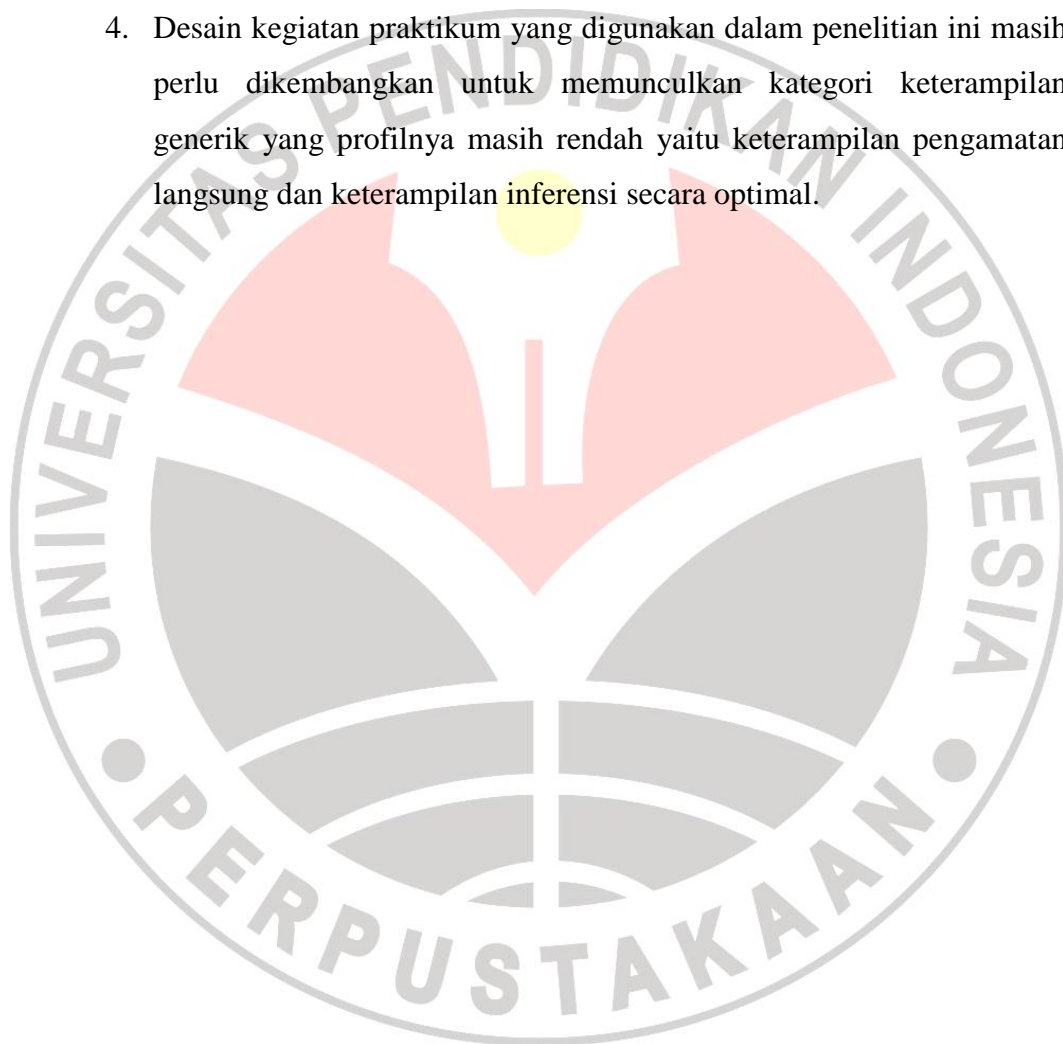 4. Desain kegiatan praktikum yang digunakan dalam penelitian ini masih
perlu dikembangkan untuk memunculkan kategori keterampilan
generik yang profilnya masih rendah yaitu keterampilan pengamatan
langsung dan keterampilan inferensi secara optimal.
UNIVERSITAS PENDIDIKAN INDONESIA
PERPUSTAKAAN